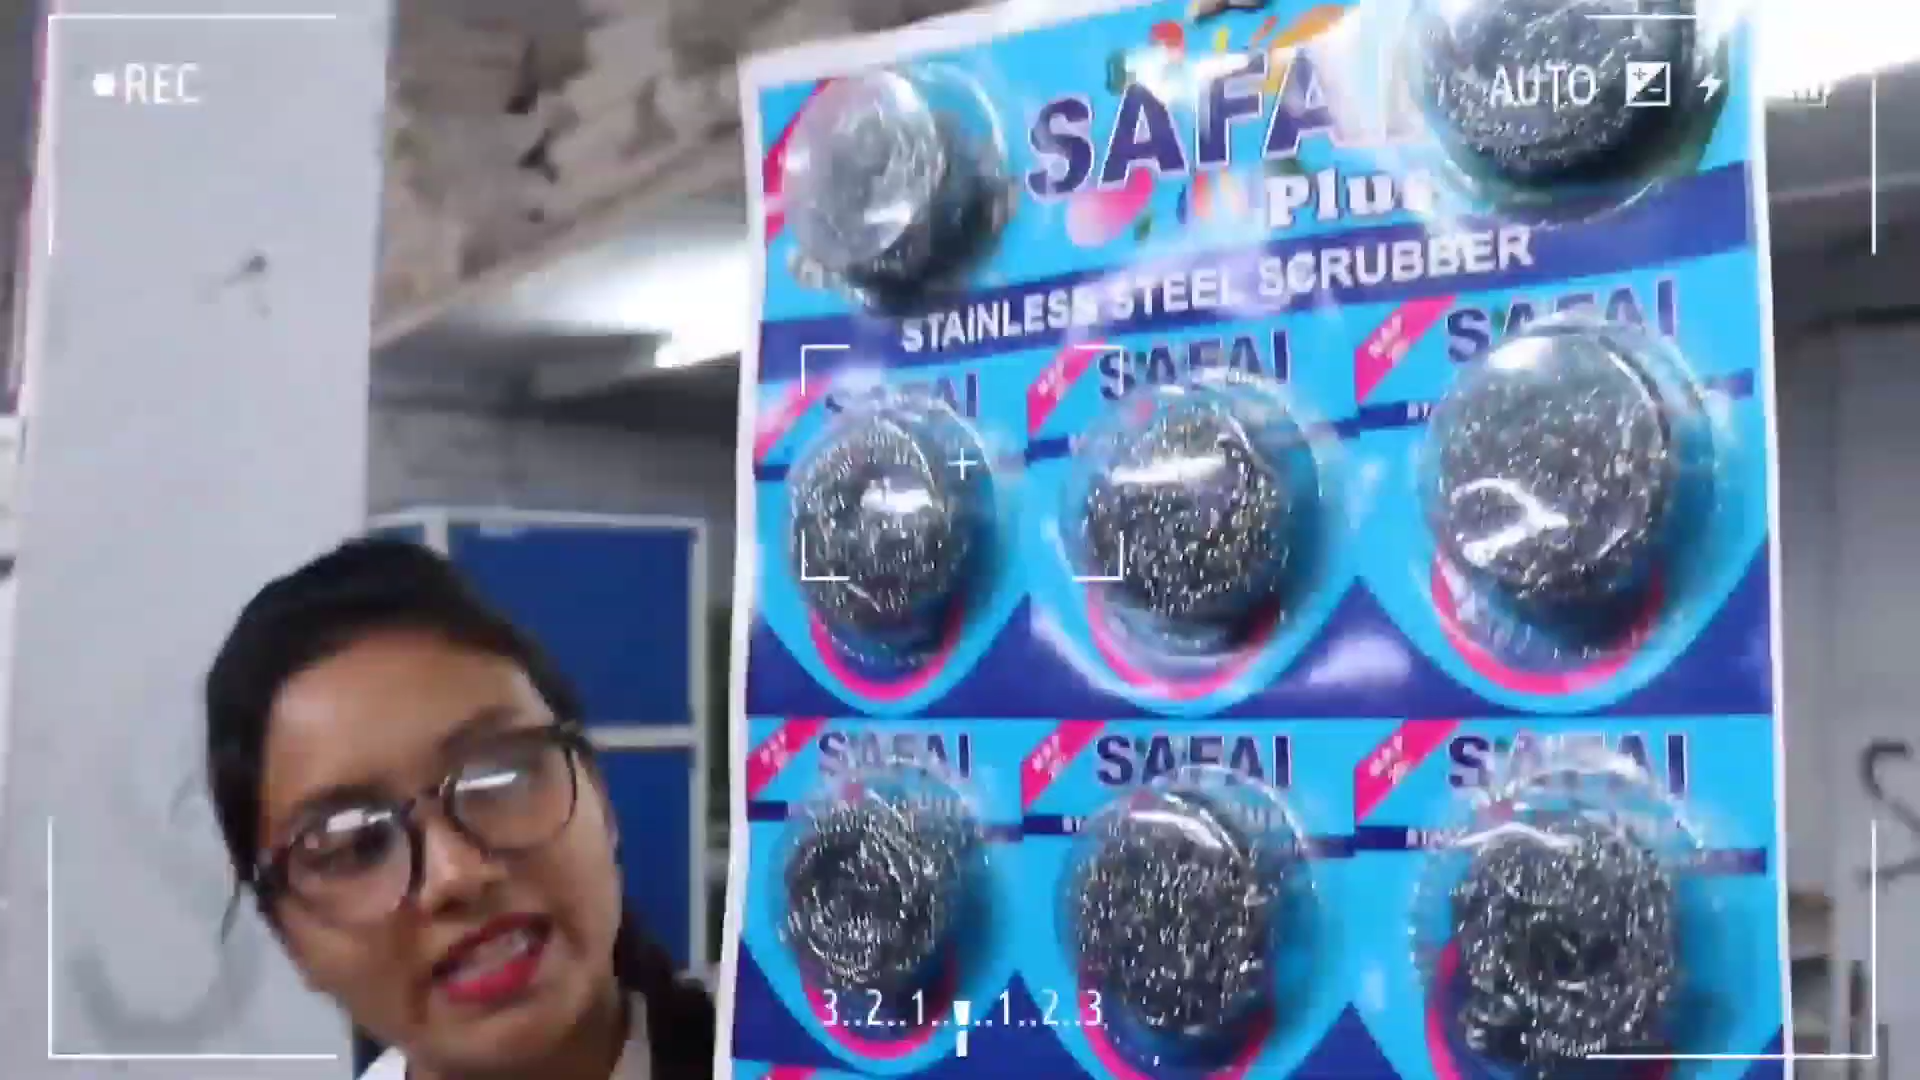 REC
AUTO
SAFAI
Plus
STAINLESS STEEL SCRUBBER
SAFAI
SAFAI
SAFAI
SAFAI
SAFAI
SAFAI
3..2..1..▮..1..2..3